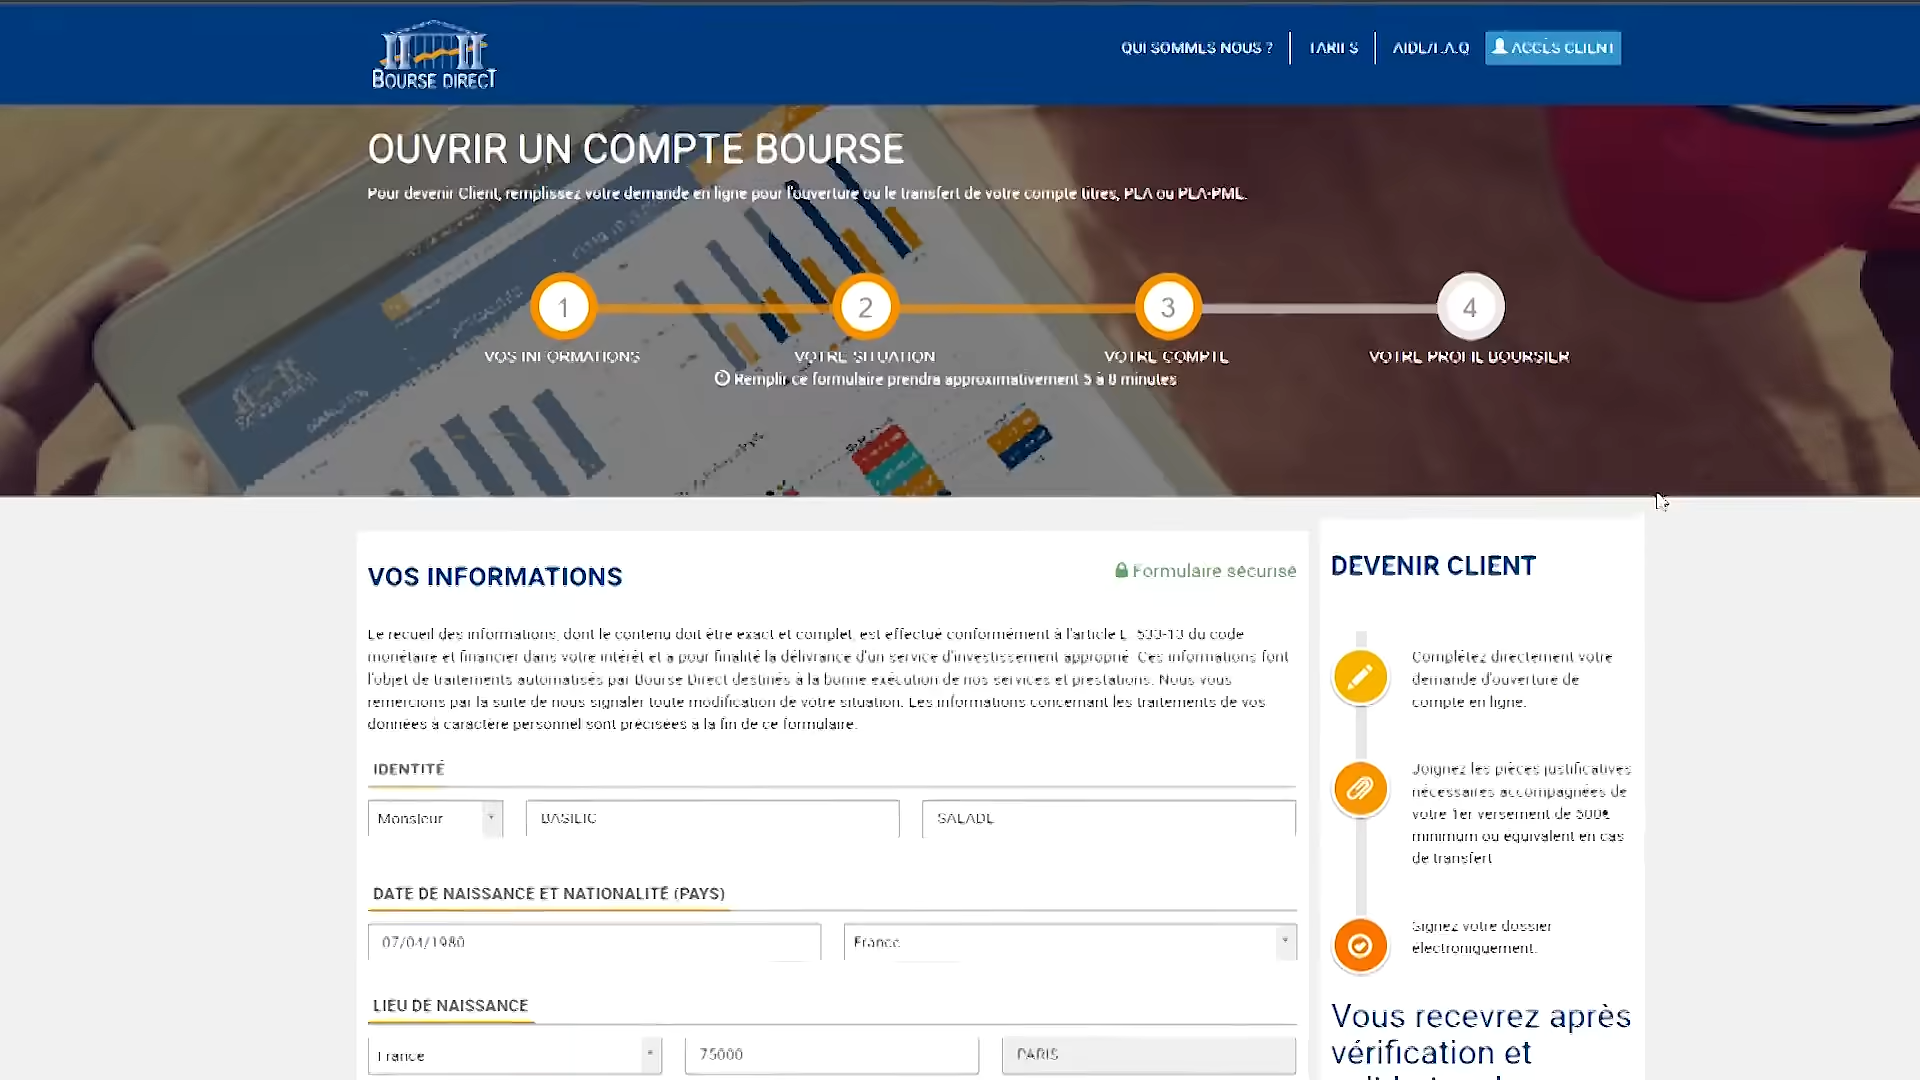 BOURSE DIRECT
QUI SOMMES NOUS ?
TARIFS
AIDE/F.A.Q
ACCÈS CLIENT
OUVRIR UN COMPTE BOURSE
Pour devenir Client, remplissez votre demande en ligne pour l'ouverture ou le transfert de votre compte titres, PEA ou PEA-PME.
1
2
3
4
VOS INFORMATIONS
VOTRE SITUATION
VOTRE COMPTE
VOTRE PROFIL BOURSIER
Remplir ce formulaire prendra approximativement 5 à 8 minutes
VOS INFORMATIONS
Formulaire sécurisé
Le recueil des informations, dont le contenu doit être exact et complet, est effectué conformément à l'article L. 533-13 du code
monétaire et financier dans votre intérêt et a pour finalité la délivrance d'un service d'investissement approprié. Ces informations font
l'objet de traitements automatisés par Bourse Direct destinés à la bonne exécution de nos services et prestations. Nous vous
remercions par la suite de nous signaler toute modification de votre situation. Les informations concernant les traitements de vos
données à caractère personnel sont précisées à la fin de ce formulaire.
IDENTITÉ
Monsieur
BASILIC
SALADE
DATE DE NAISSANCE ET NATIONALITÉ (PAYS)
07/04/1980
France
LIEU DE NAISSANCE
France
75000
PARIS
DEVENIR CLIENT
Complétez directement votre
demande d'ouverture de
compte en ligne.
Joignez les pièces justificatives
nécessaires accompagnées de
votre 1er versement de 500€
minimum ou équivalent en cas
de transfert
Signez votre dossier
électroniquement.
Vous recevrez après
vérification et